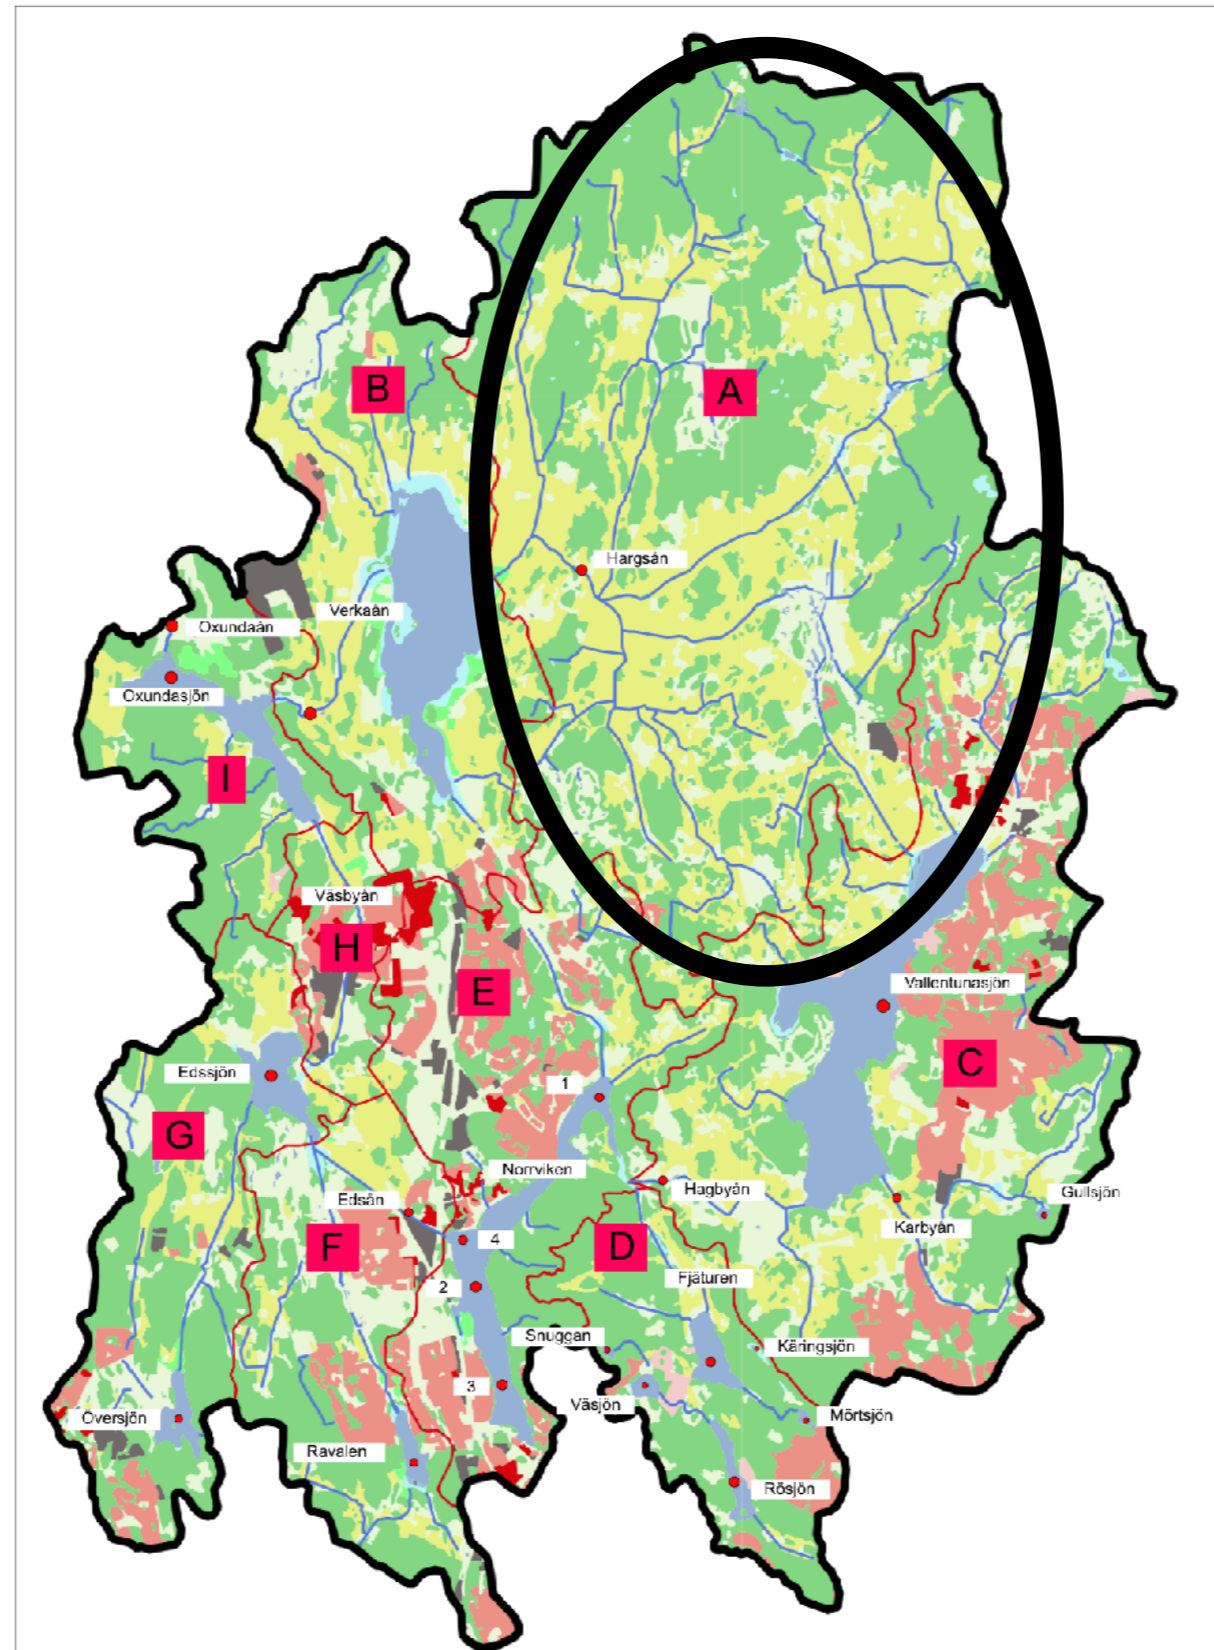 B
A
Hargsån
Verkaån
Oxundaån
Oxundasjön
I
Väsbyån
H
E
Vallentunasjön
C
Edssjön
1
G
Norrviken
Hagbyån
Gullsjön
Edsån
Karbyån
4
F
D
Fjäturen
2
Snuggan
Käringsjön
3
Väsjön
Översjön
Mörtsjön
Ravalen
Rösjön